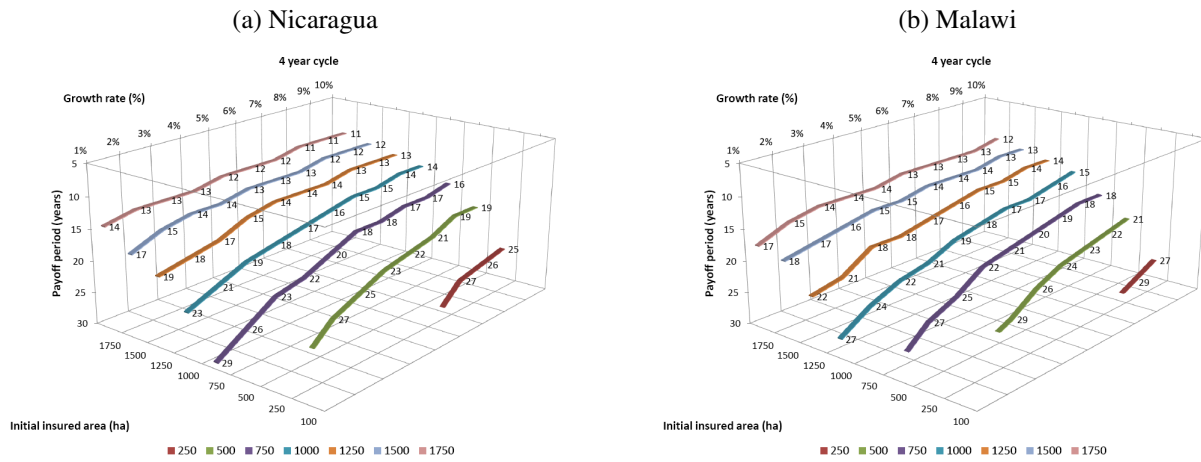 (a) Nicaragua
4 year cycle
Growth rate (%)
1% 2% 3% 4% 5% 6% 7% 8% 9% 10%
Payoff period (years)
5
10
15
20
25
30
14 13 13 13 12 12 12 11 11 11
17 15 14 14 13 13 13 12 12 12
19 18 17 15 14 14 14 13 13 13
23 21 19 18 17 16 15 15 14 14
29 26 23 22 20 18 18 17 17 16
27 25 23 22 21 19 19
27 26 25
1750 1500 1250 1000 750 500 250 100
Initial insured area (ha)
250 500 750 1000 1250 1500 1750
(b) Malawi
4 year cycle
Growth rate (%)
1% 2% 3% 4% 5% 6% 7% 8% 9% 10%
Payoff period (years)
5
10
15
20
25
30
17 15 14 14 13 13 13 12 12
18 17 16 15 15 14 14 13 13
22 21 18 18 17 16 15 15 14 14
27 24 22 21 19 18 17 17 16 15
27 25 22 21 20 19 18 18
29 26 24 23 22 21
29 27
1750 1500 1250 1000 750 500 250 100
Initial insured area (ha)
250 500 750 1000 1250 1500 1750